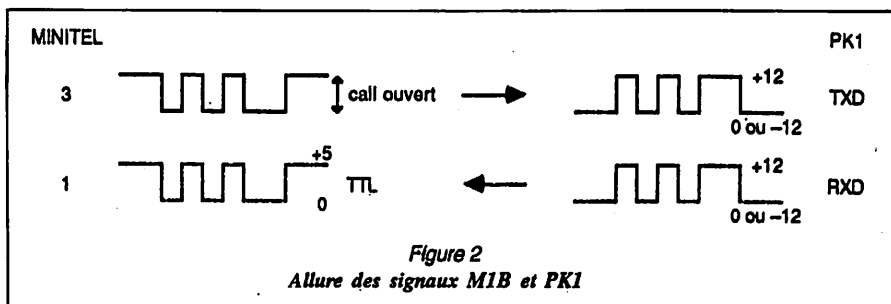 MINITEL PK1
3 call ouvert +12 TXD
0 ou –12
1 +5 TTL 0 +12 RXD
0 ou –12
Figure 2
Allure des signaux M1B et PK1